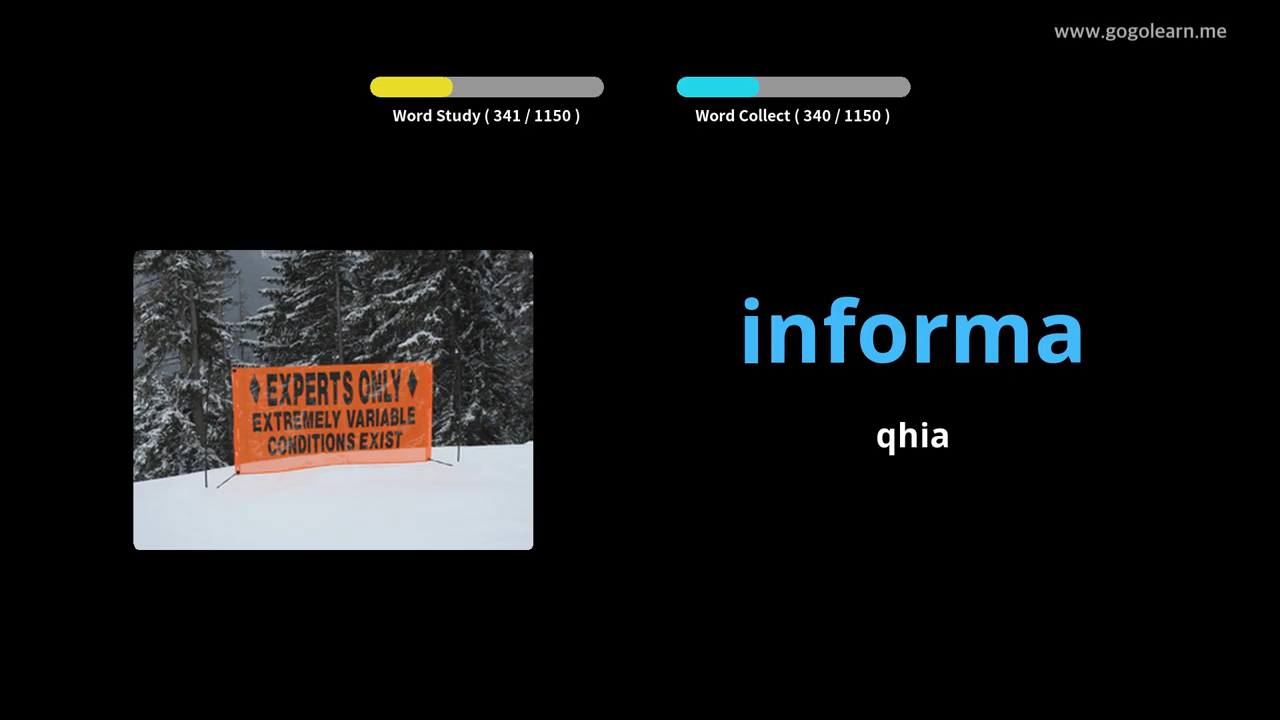 www.gogolearn.me
Word Study ( 341 / 1150 )
Word Collect ( 340 / 1150 )
EXPERTS ONLY
EXTREMELY VARIABLE
CONDITIONS EXIST
informa
qhia